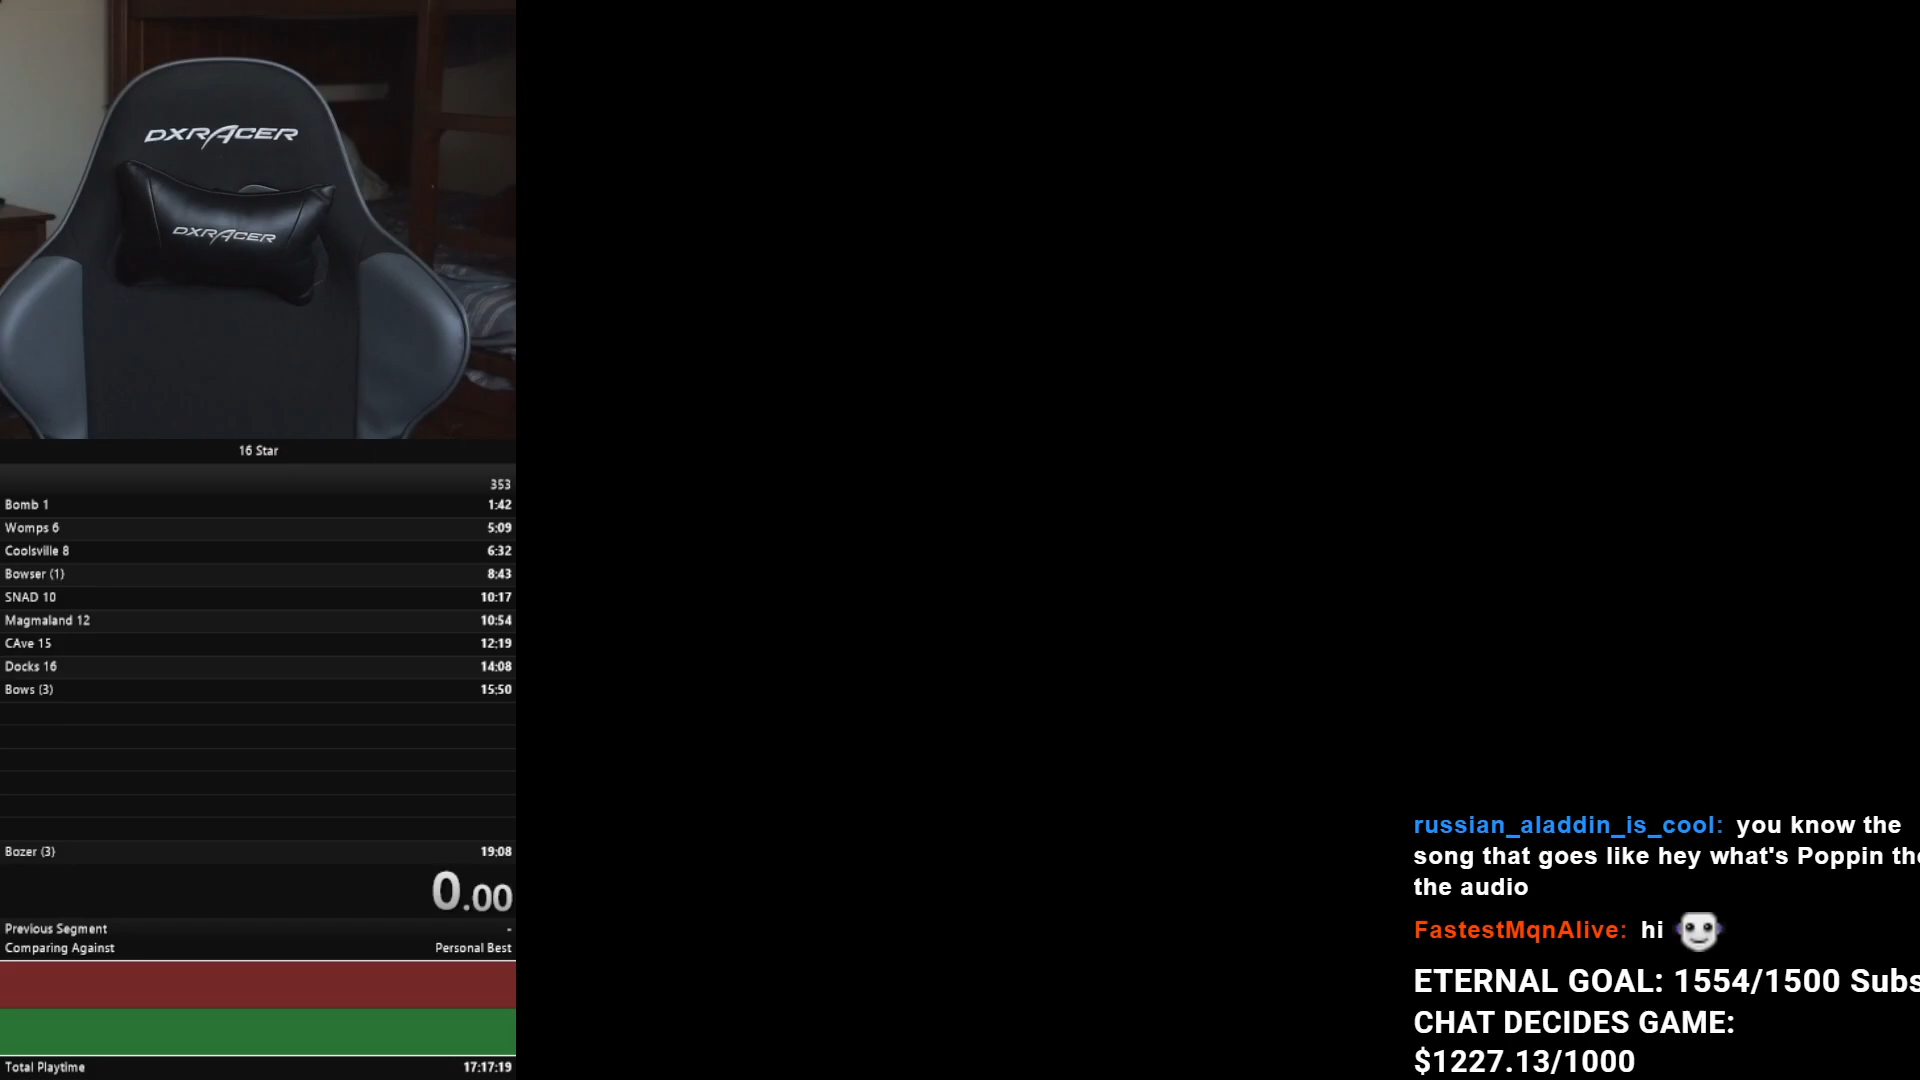 DXRACER
DXRACER
16 Star
353
Bomb 1 1:42
Womps 6 5:09
Coolsville 8 6:32
Bowser (1) 8:43
SNAD 10 10:17
Magmaland 12 10:54
CAve 15 12:19
Docks 16 14:08
Bows (3) 15:50
Bozer (3) 19:08
0.00
Previous Segment -
Comparing Against Personal Best
Total Playtime 17:17:19
russian_aladdin_is_cool: you know the
song that goes like hey what's Poppin the
the audio
FastestMqnAlive: hi
ETERNAL GOAL: 1554/1500 Subs
CHAT DECIDES GAME:
$1227.13/1000